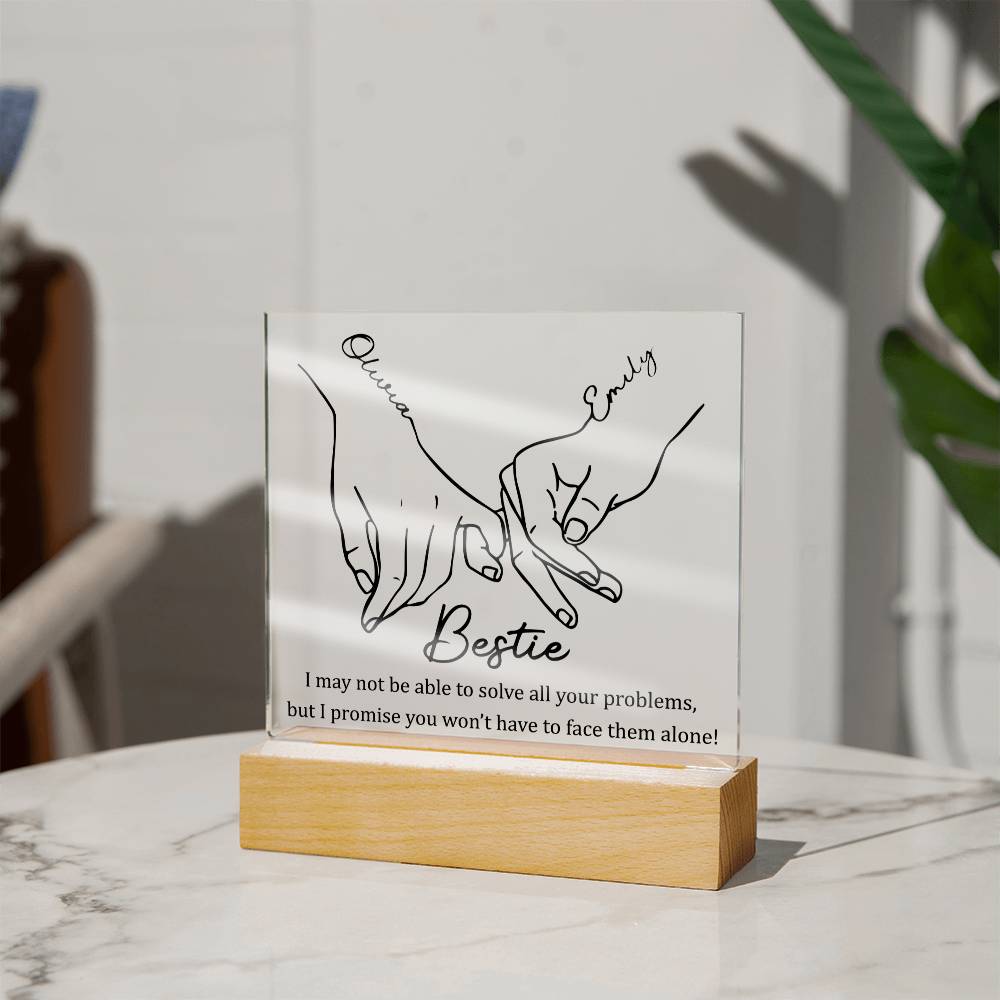 Olivia
Emily
Bestie
I may not be able to solve all your problems,
but I promise you won't have to face them alone!